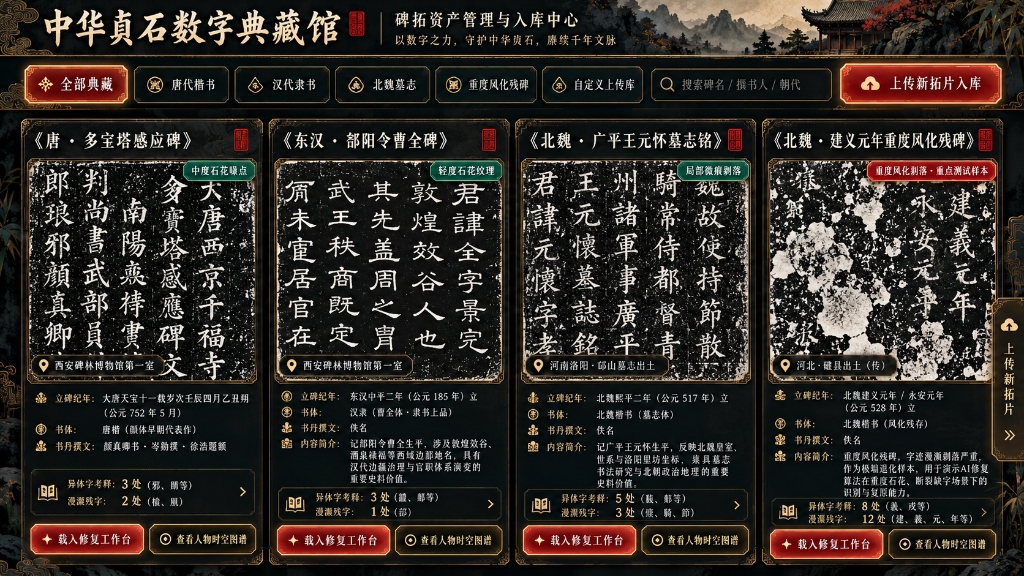 中华貞石数字典藏馆
碑拓资产管理与入库中心
以数字之力，守护中华贞石，赓续千年文脉
全部典藏
唐代楷书
汉代隶书
北魏墓志
重度风化残碑
自定义上传库
搜索碑名 / 撰书人 / 朝代
上传新拓片入库
《唐 · 多宝塔感应碑》
中度石花噪点
大唐西京千福寺
多寶塔感應碑文
南陽
判尚書武部員
郎琅邪顏真卿
西安碑林博物馆第一室
立碑纪年：大唐天宝十一载岁次壬辰四月乙丑朔
（公元 752 年 5 月）
书体：唐楷（颜体早期代表作）
书丹撰文：颜真卿书 · 岑勋撰 · 徐浩题额
异体字考释：3 处
漫漶残字：2 处
载入修复工作台
查看人物时空图谱
《东汉 · 郃阳令曹全碑》
轻度石花纹理
君諱全字景完
敦煌效谷人也
其先盖周之胄
武王秩商既定
西安碑林博物馆第一室
立碑纪年：东汉中平二年（公元 185 年）立
书体：汉隶（曹全体 · 隶书上品）
书丹撰文：佚名
内容简介：记郃阳令曹全生平，涉及敦煌效谷、
酒泉禄福等西域边部地名，具有
汉代边疆治理与官职体系演变的
重要史料价值。
异体字考释：3 处
漫漶残字：1 处
载入修复工作台
查看人物时空图谱
《北魏 · 广平王元怀墓志铭》
局部微痕剥落
魏故使持節散
騎常侍都督青
州諸軍事廣平
王元懷墓誌銘
君諱元懷字孝
河南洛阳 · 邙山墓志出土
立碑纪年：北魏熙平二年（公元 517 年）立
书体：北魏楷书（墓志体）
书丹撰文：佚名
内容简介：记广平王元怀生平，反映北魏皇室、
世系与洛阳里坊坐标，兼具墓志
书法研究与北朝政治地理的重要
史料价值。
异体字考释：5 处
漫漶残字：3 处
载入修复工作台
查看人物时空图谱
《北魏 · 建义元年重度风化残碑》
重度风化剥落 · 重点测试样本
建義元年
永安元年
河北 · 磁县出土（传）
立碑纪年：北魏建义元年 / 永安元年
（公元 528 年）立
书体：北魏楷书（风化残存）
书丹撰文：佚名
内容简介：重度风化残碑，字迹漫漶剥落严重，
作为极端退化样本，用于演示AI修复
算法在重度石花、断裂缺字场景下的
识别与复原能力。
异体字考释：8 处
漫漶残字：12 处（建、義、元、年等）
载入修复工作台
查看人物时空图谱
上传新拓片